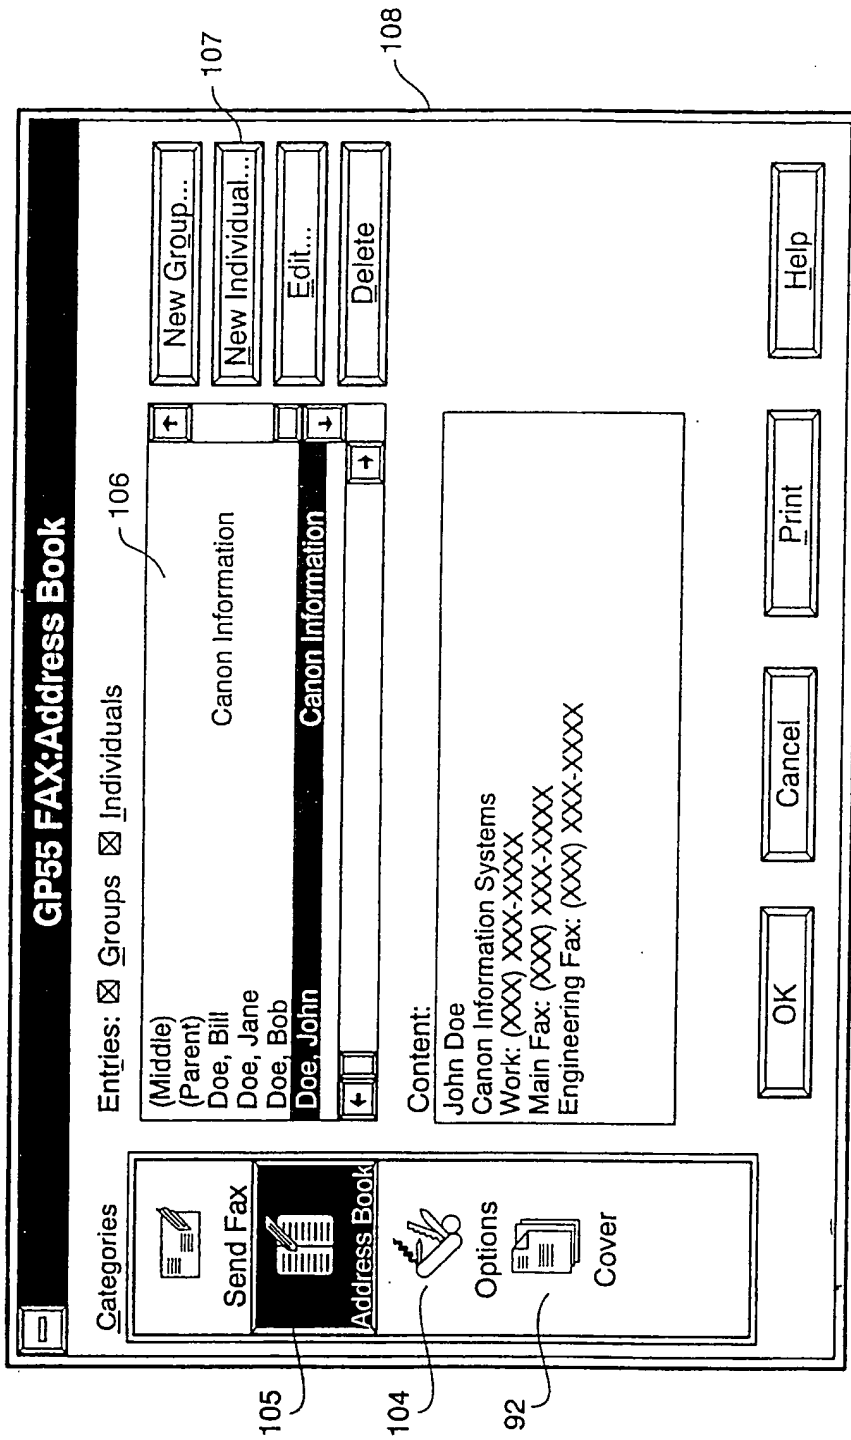 GP55 FAX:Address Book
Categories
Send Fax
Address Book
Options
Cover
Entries: ☒ Groups ☒ Individuals
(Middle)
(Parent)
Doe, Bill Canon Information
Doe, Jane
Doe, Bob
Doe, John Canon Information
New Group...
New Individual...
Edit...
Delete
Content:
John Doe
Canon Information Systems
Work: (XXX) XXX-XXXX
Main Fax: (XXX) XXX-XXXX
Engineering Fax: (XXX) XXX-XXXX
OK
Cancel
Print
Help
105
104
92
106
107
108